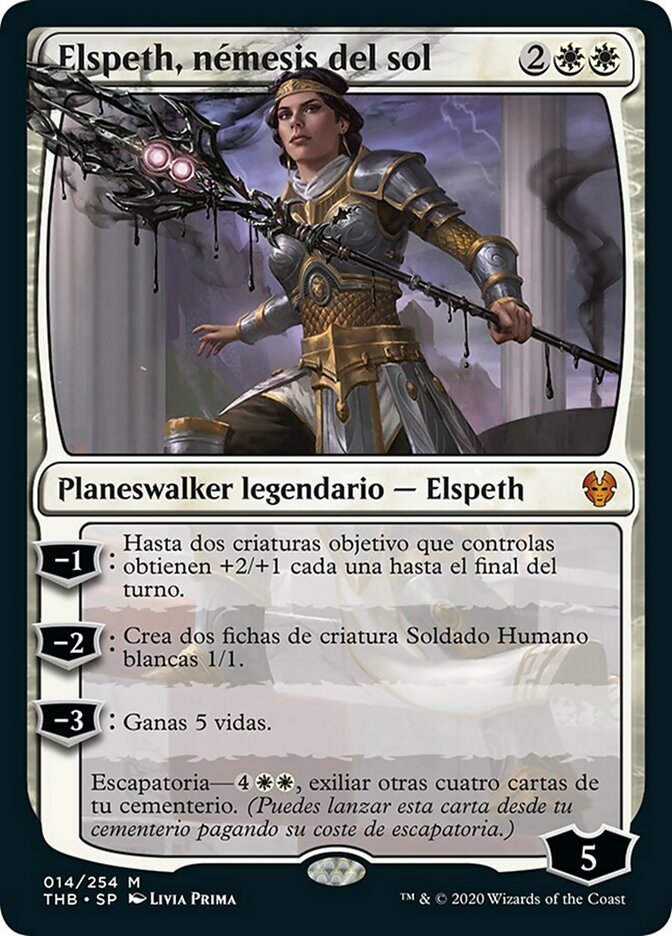 Elspeth, némesis del sol 2
Planeswalker legendario — Elspeth
-1 : Hasta dos criaturas objetivo que controlas
obtienen +2/+1 cada una hasta el final del
turno.
-2 : Crea dos fichas de criatura Soldado Humano
blancas 1/1.
-3 : Ganas 5 vidas.
Escapatoria—4, exiliar otras cuatro cartas de
tu cementerio. (Puedes lanzar esta carta desde tu
cementerio pagando su coste de escapatoria.)
5
014/254 M
THB • SP LIVIA PRIMA
™ & © 2020 Wizards of the Coast